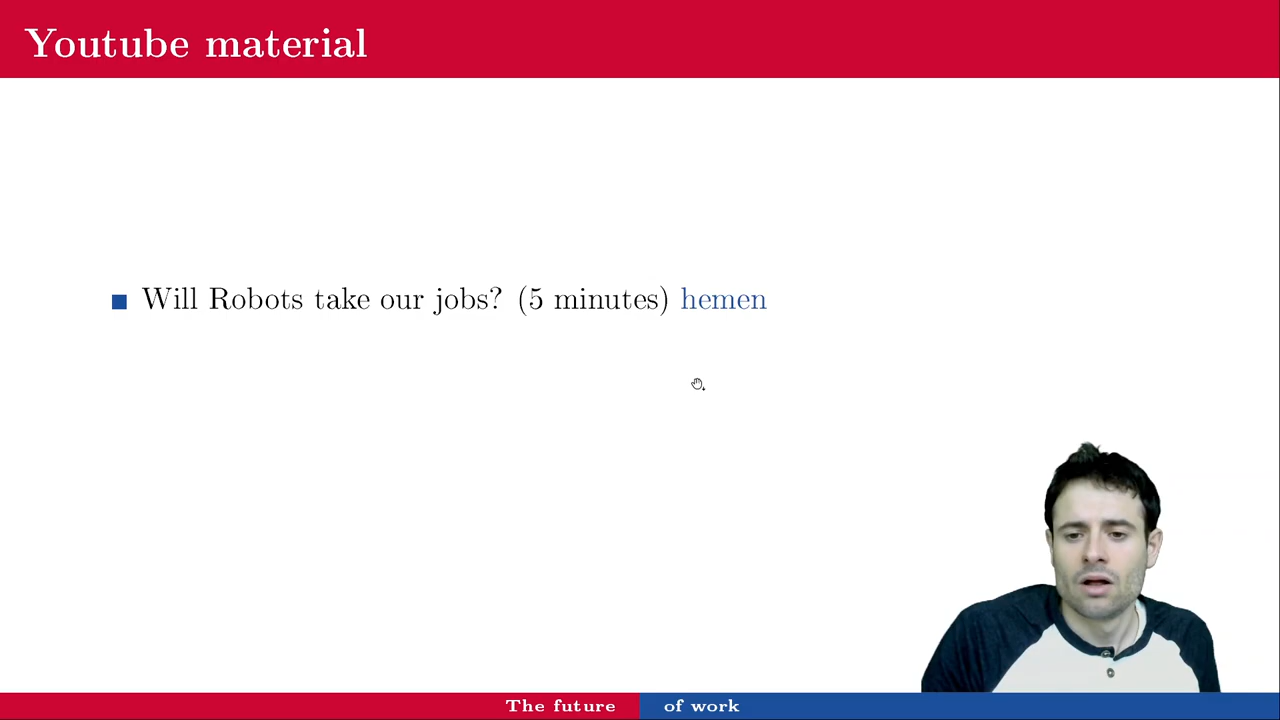 Youtube material
Will Robots take our jobs? (5 minutes) hemen
The future of work